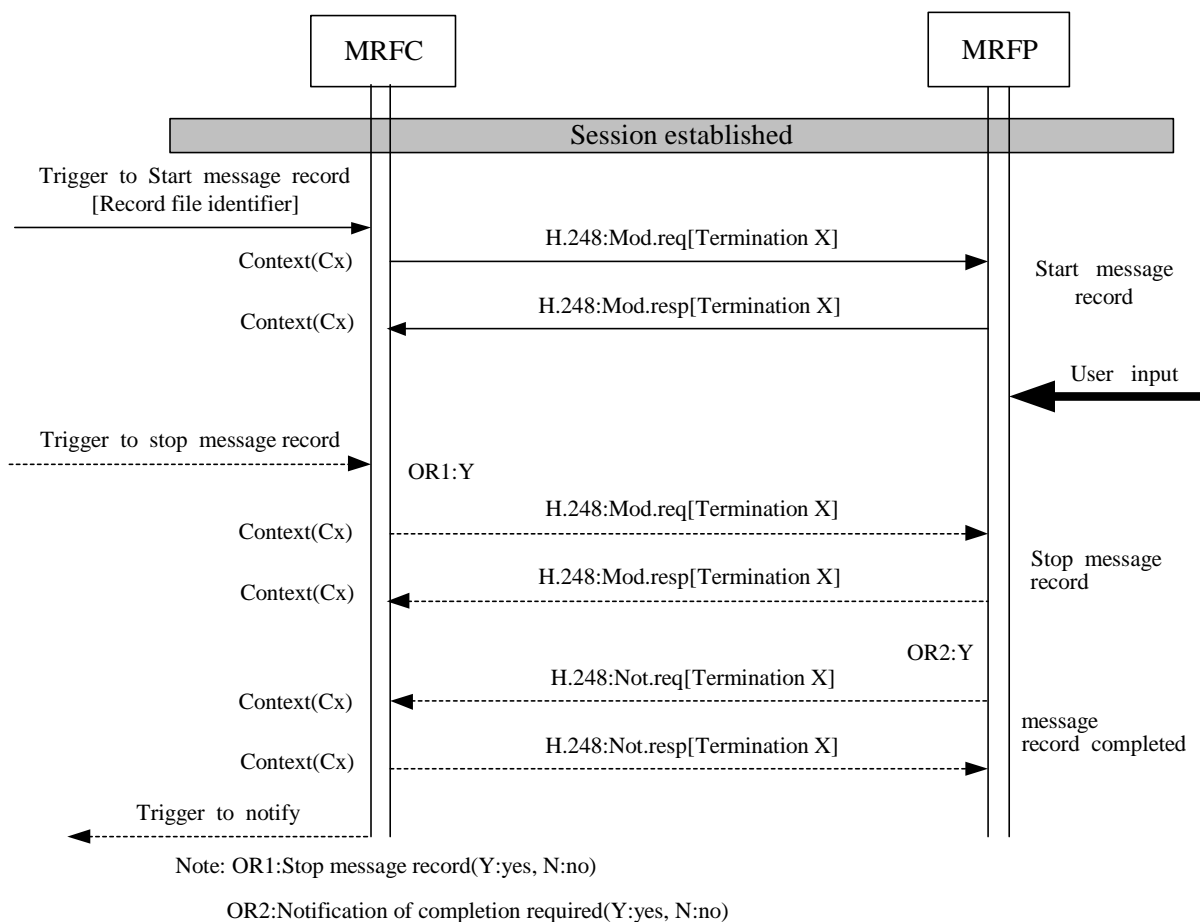 MRFC
MRFP
Session established
Trigger to Start message record
[Record file identifier]
H.248:Mod.req[Termination X]
Context(Cx)
Start message
record
H.248:Mod.resp[Termination X]
Context(Cx)
User input
Trigger to stop message record
OR1:Y
H.248:Mod.req[Termination X]
Context(Cx)
Stop message
record
H.248:Mod.resp[Termination X]
Context(Cx)
OR2:Y
H.248:Not.req[Termination X]
Context(Cx)
message
record completed
H.248:Not.resp[Termination X]
Context(Cx)
Trigger to notify
Note: OR1:Stop message record(Y:yes, N:no)
OR2:Notification of completion required(Y:yes, N:no)